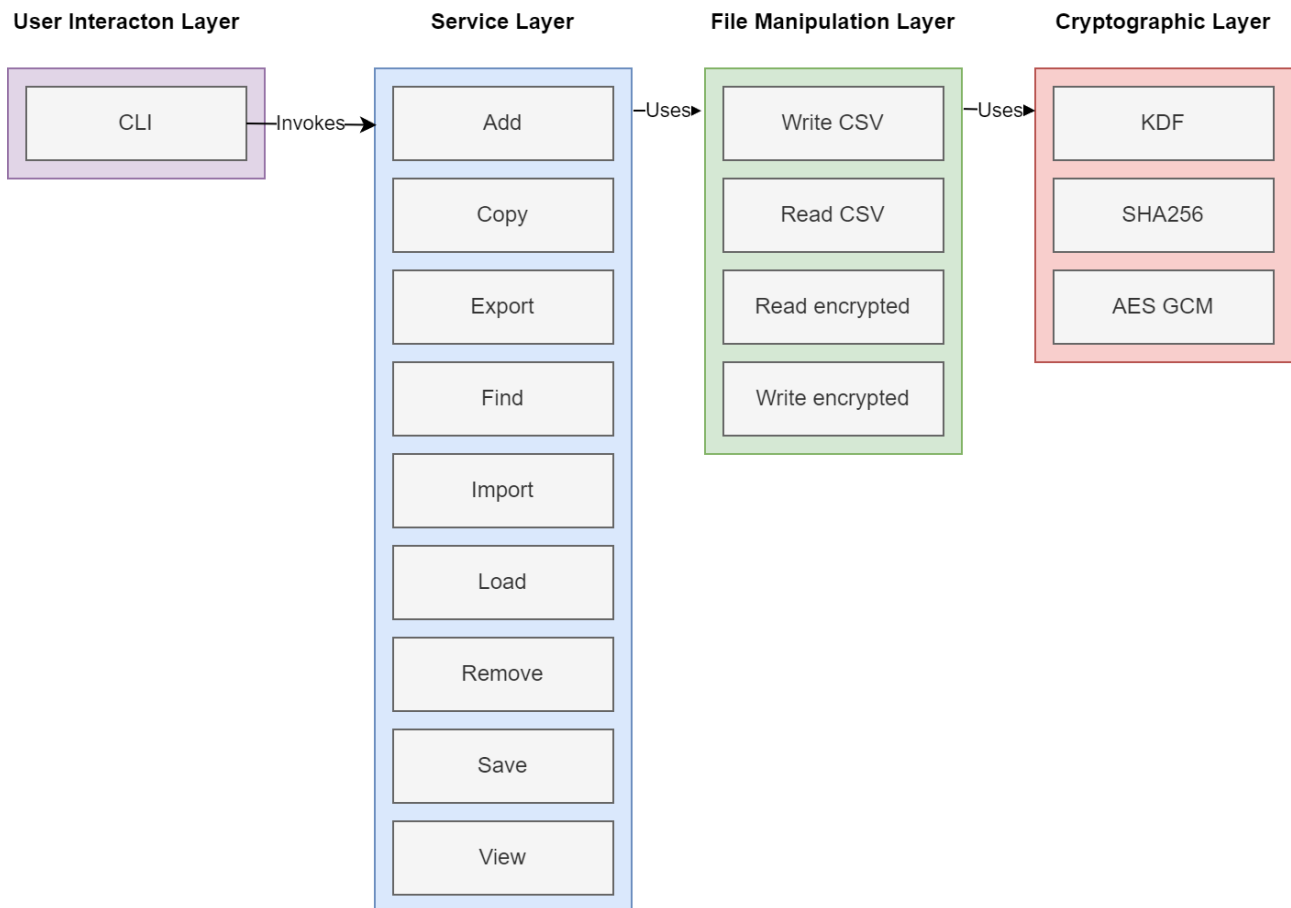 User Interacton Layer
Service Layer
File Manipulation Layer
Cryptographic Layer
CLI
Invokes
Add
Uses
Write CSV
Uses
KDF
Copy
Read CSV
SHA256
Export
Read encrypted
AES GCM
Find
Write encrypted
Import
Load
Remove
Save
View